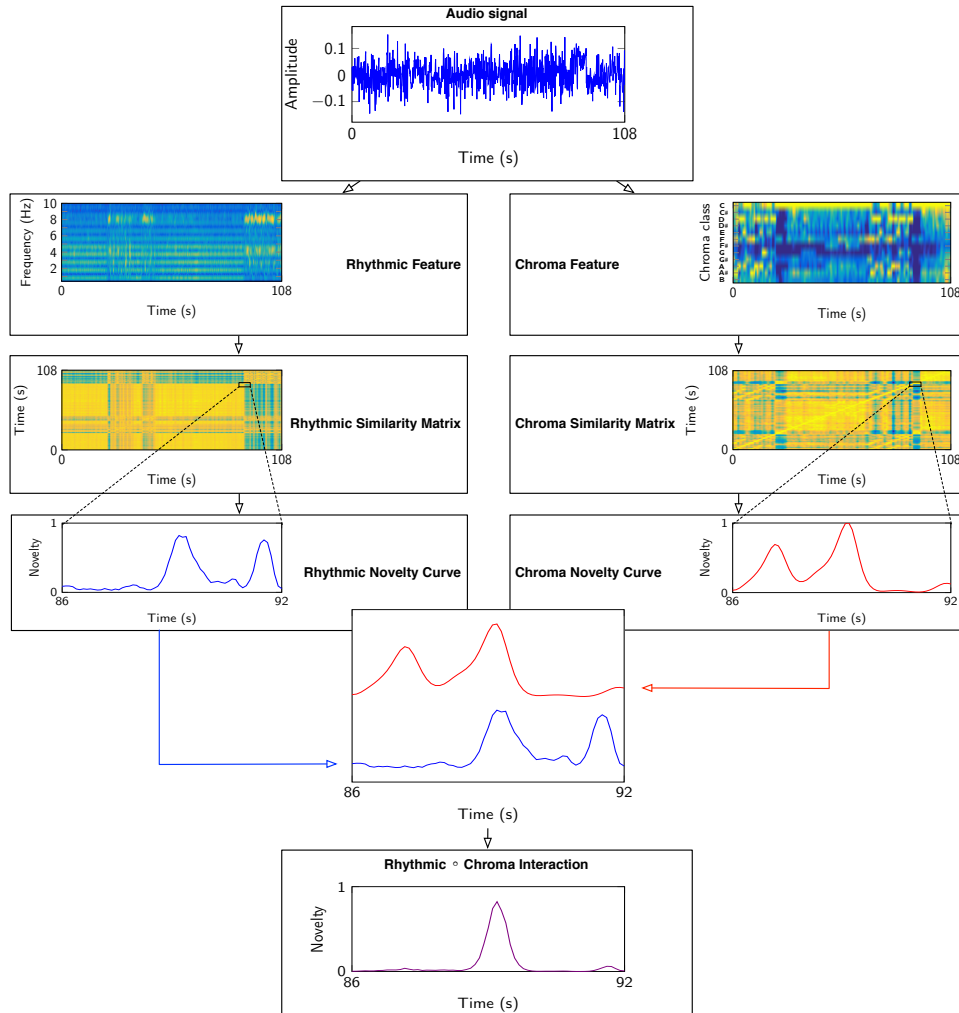 Audio signal
Amplitude
0.1
0
−0.1
0
108
Time (s)
Frequency (Hz)
10
8
6
4
2
0
108
Time (s)
Rhythmic Feature
Chroma Feature
Chroma class
C
C#
D
D#
E
F
F#
G
G#
A
A#
B
0
108
Time (s)
Time (s)
108
0
0
108
Time (s)
Rhythmic Similarity Matrix
Chroma Similarity Matrix
Time (s)
108
0
0
108
Time (s)
Novelty
1
0
86
92
Time (s)
Rhythmic Novelty Curve
Chroma Novelty Curve
Novelty
1
0
86
92
Time (s)
86
92
Time (s)
Rhythmic ∘ Chroma Interaction
Novelty
1
0
86
92
Time (s)